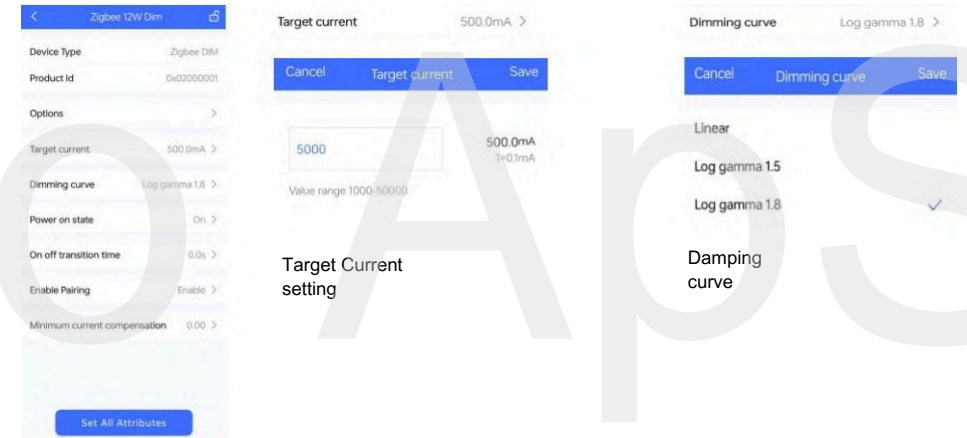 Zigbee 12W Dim
Device Type Zigbee DIM
Product Id 0x02000001
Options
Target current 500.0mA
Dimming curve Log gamma 1.8
Power on state On
On off transition time 0.0s
Enable Pairing Enable
Minimum current compensation 0.00
Set All Attributes
Target current 500.0mA
Cancel Target current Save
5000 500.0mA
1=0.1mA
Value range 1000-50000
Target Current
setting
Dimming curve Log gamma 1.8
Cancel Dimming curve Save
Linear
Log gamma 1.5
Log gamma 1.8
Damping
curve
o ApS